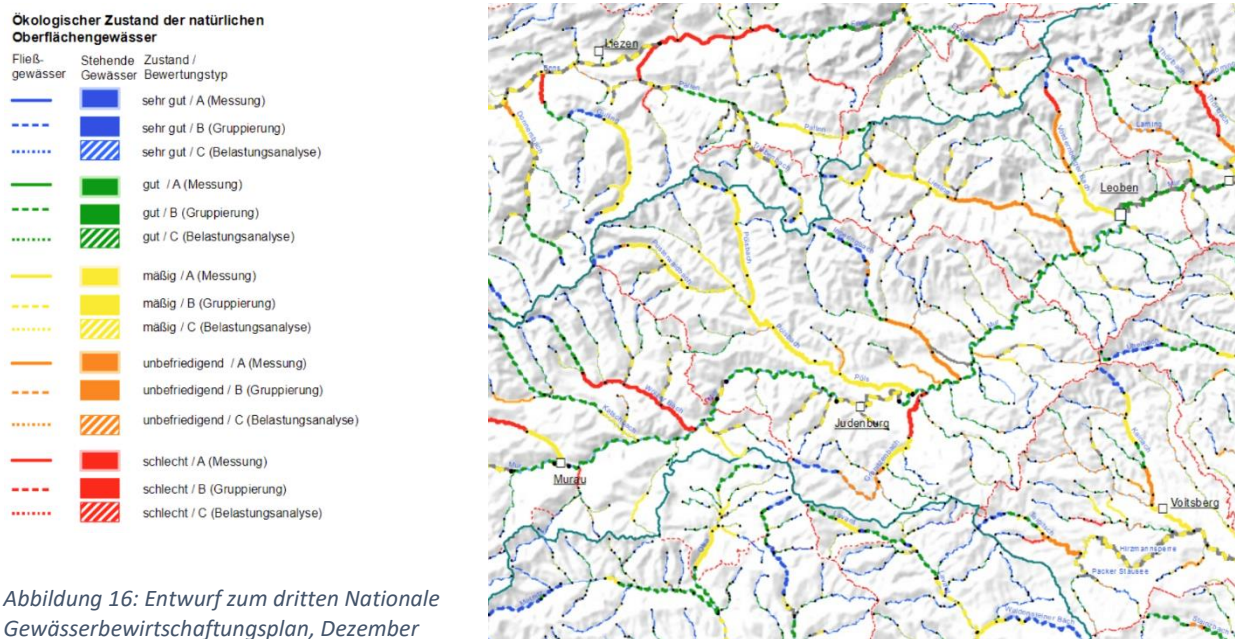 Ökologischer Zustand der natürlichen
Oberflächengewässer
Fließ-
gewässer
Stehende
Gewässer
Zustand /
Bewertungstyp
sehr gut / A (Messung)
sehr gut / B (Gruppierung)
sehr gut / C (Belastungsanalyse)
gut / A (Messung)
gut / B (Gruppierung)
gut / C (Belastungsanalyse)
mäßig / A (Messung)
mäßig / B (Gruppierung)
mäßig / C (Belastungsanalyse)
unbefriedigend / A (Messung)
unbefriedigend / B (Gruppierung)
unbefriedigend / C (Belastungsanalyse)
schlecht / A (Messung)
schlecht / B (Gruppierung)
schlecht / C (Belastungsanalyse)
Abbildung 16: Entwurf zum dritten Nationale
Gewässerbewirtschaftungsplan, Dezember
Liezen
Leoben
Laming
Pölsbach
Pöls
Judenburg
Murau
Voitsberg
Hirzmannsperre
Packer Stausee